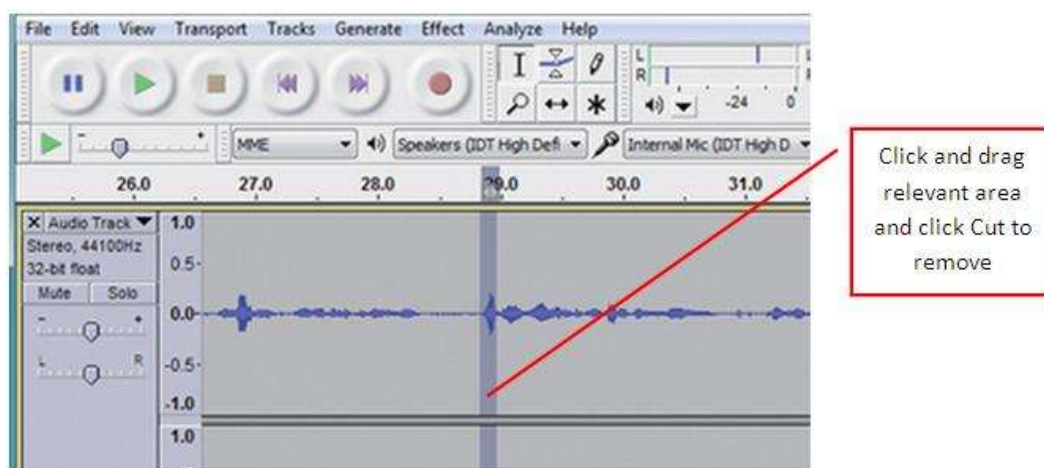 File Edit View Transport Tracks Generate Effect Analyze Help
L
R
-24 0
MME
Speakers (IDT High Defi
Internal Mic (IDT High D
26.0 27.0 28.0 29.0 30.0 31.0
X Audio Track
Stereo, 44100Hz
32-bit float
Mute Solo
- +
L R
1.0
0.5-
0.0-
-0.5-
-1.0
1.0
Click and drag
relevant area
and click Cut to
remove